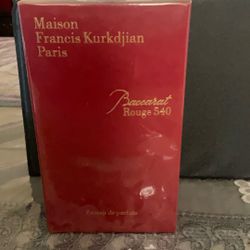 Maison
Francis Kurkdjian
Paris
Baccarat
Rouge 540
Extrait de parfum